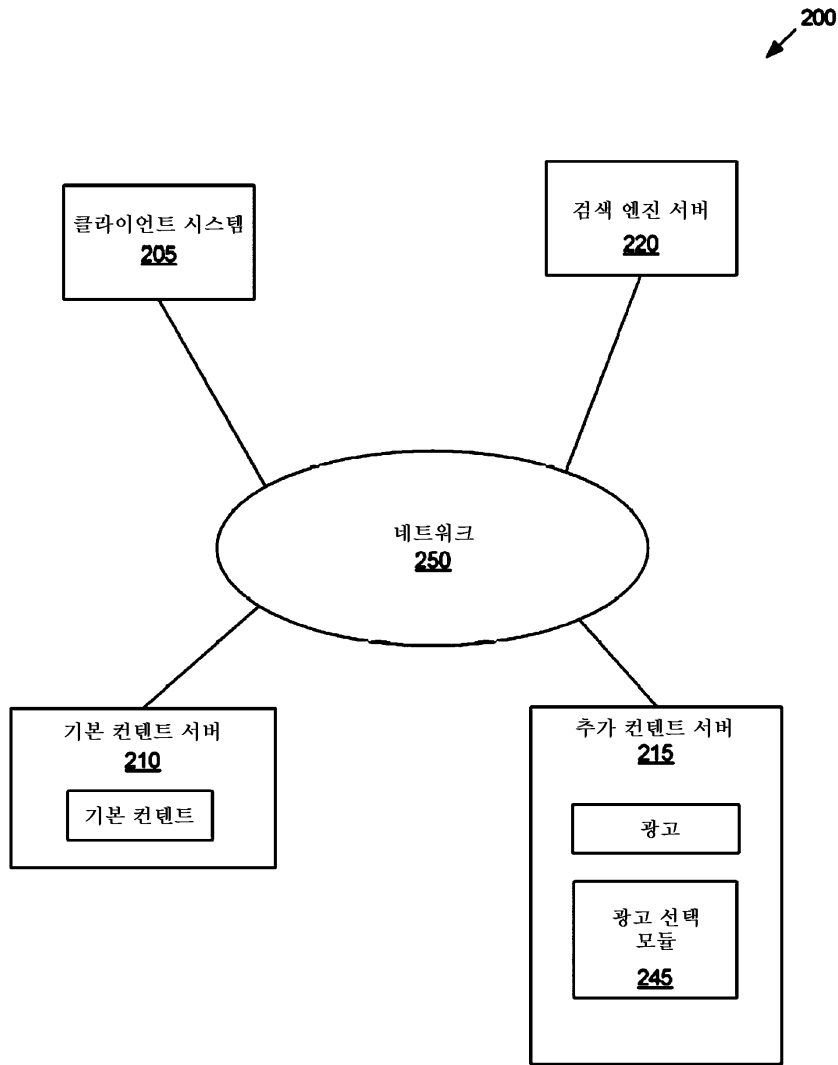 200
클라이언트 시스템
205
검색 엔진 서버
220
네트워크
250
기본 컨텐트 서버
210
기본 컨텐트
추가 컨텐트 서버
215
광고
광고 선택
모듈
245